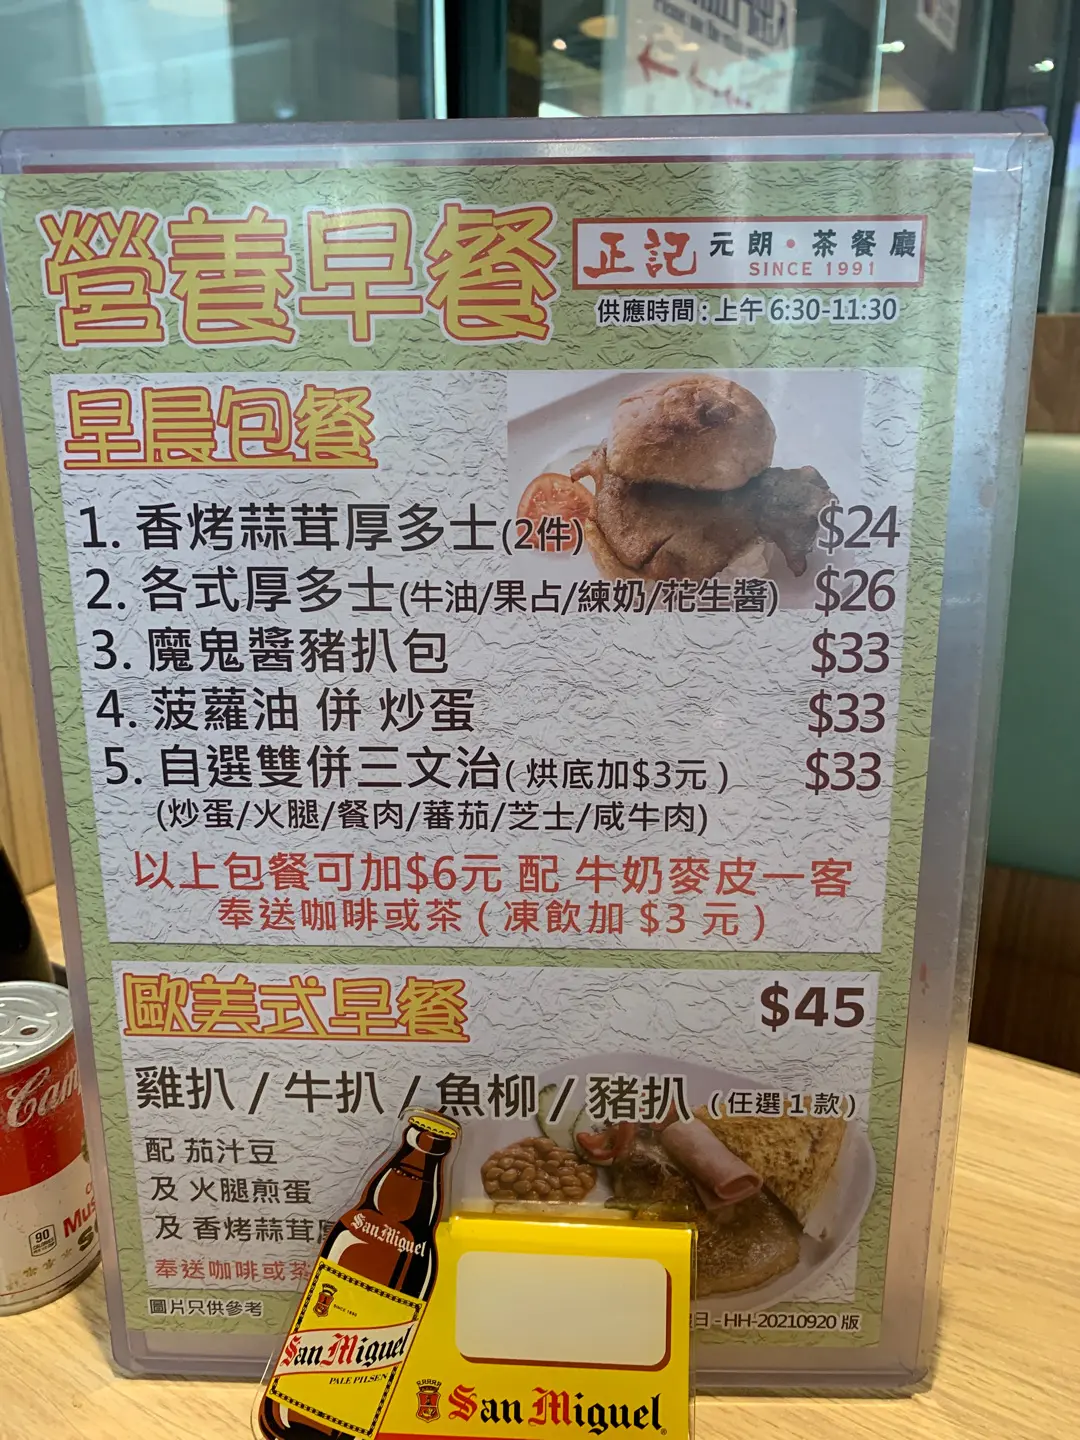 營養早餐
正記 元朗·茶餐廳
SINCE 1991
供應時間：上午 6:30-11:30
早晨包餐
1. 香烤蒜茸厚多士(2件) $24
2. 各式厚多士(牛油/果占/練奶/花生醬) $26
3. 魔鬼醬豬扒包 $33
4. 菠蘿油 併 炒蛋 $33
5. 自選雙併三文治(烘底加$3元) $33
(炒蛋/火腿/餐肉/蕃茄/芝士/咸牛肉)
以上包餐可加$6元 配 牛奶麥皮一客
奉送咖啡或茶(凍飲加 $3 元)
歐美式早餐 $45
雞扒 / 牛扒 / 魚柳 / 豬扒 (任選 1 款)
配 茄汁豆
及 火腿煎蛋
及 香烤蒜茸
奉送咖啡或茶
圖片只供參考
日 - HH-20210920 版
San Miguel
SINCE 1890
San Miguel
PALE PILSEN
San Miguel
90